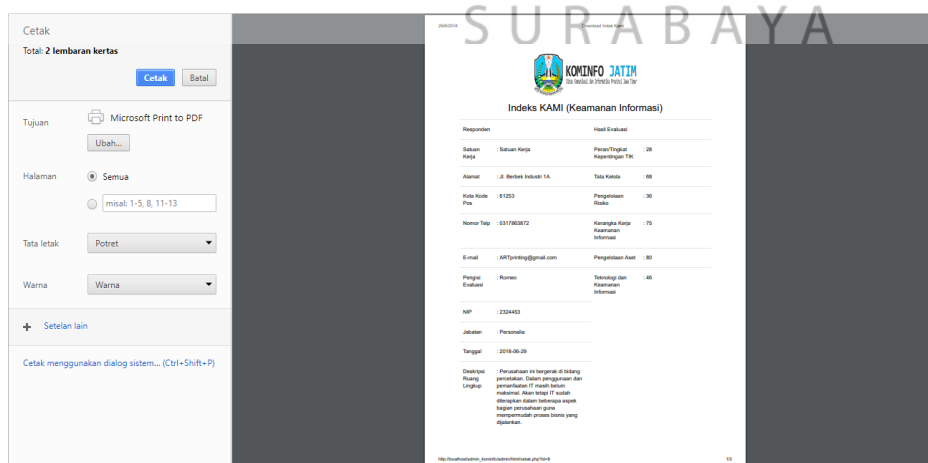 SURABAYA
Cetak
Total: 2 lembaran kertas
Cetak Batal
Tujuan Microsoft Print to PDF
Ubah...
Halaman Semua
misal: 1-5, 8, 11-13
Tata letak Potret
Warna Warna
+ Setelan lain
Cetak menggunakan dialog sistem... (Ctrl+Shift+P)
Download Indek Kami
KOMINFO JATIM
Indeks KAMI (Keamanan Informasi)
Responden Hasil Evaluasi
Satuan Kerja : Satuan Kerja Peran/Tingkat Kepentingan TIK : 28
Alamat : Jl. Berbek Industri 1A Tata Kelola : 68
Kota Kode Pos : 61253 Pengelolaan Risiko : 36
Nomor Telp : 0317863872 Kerangka Kerja Keamanan Informasi : 75
E-mail : ARTprinting@gmail.com Pengelolaan Aset : 80
Pengisi Evaluasi : Romeo Teknologi dan Keamanan Informasi : 46
NIP : 2324453
Jabatan : Personalia
Tanggal : 2018-06-29
Deskripsi Ruang Lingkup : Perusahaan ini bergerak di bidang
percetakan. Dalam penggunaan dan
pemanfaatan IT masih belum
maksimal. Akan tetapi IT sudah
diterapkan dalam beberapa aspek
bagian perusahaan guna
mempermudah proses bisnis yang
dijalankan.
1/2